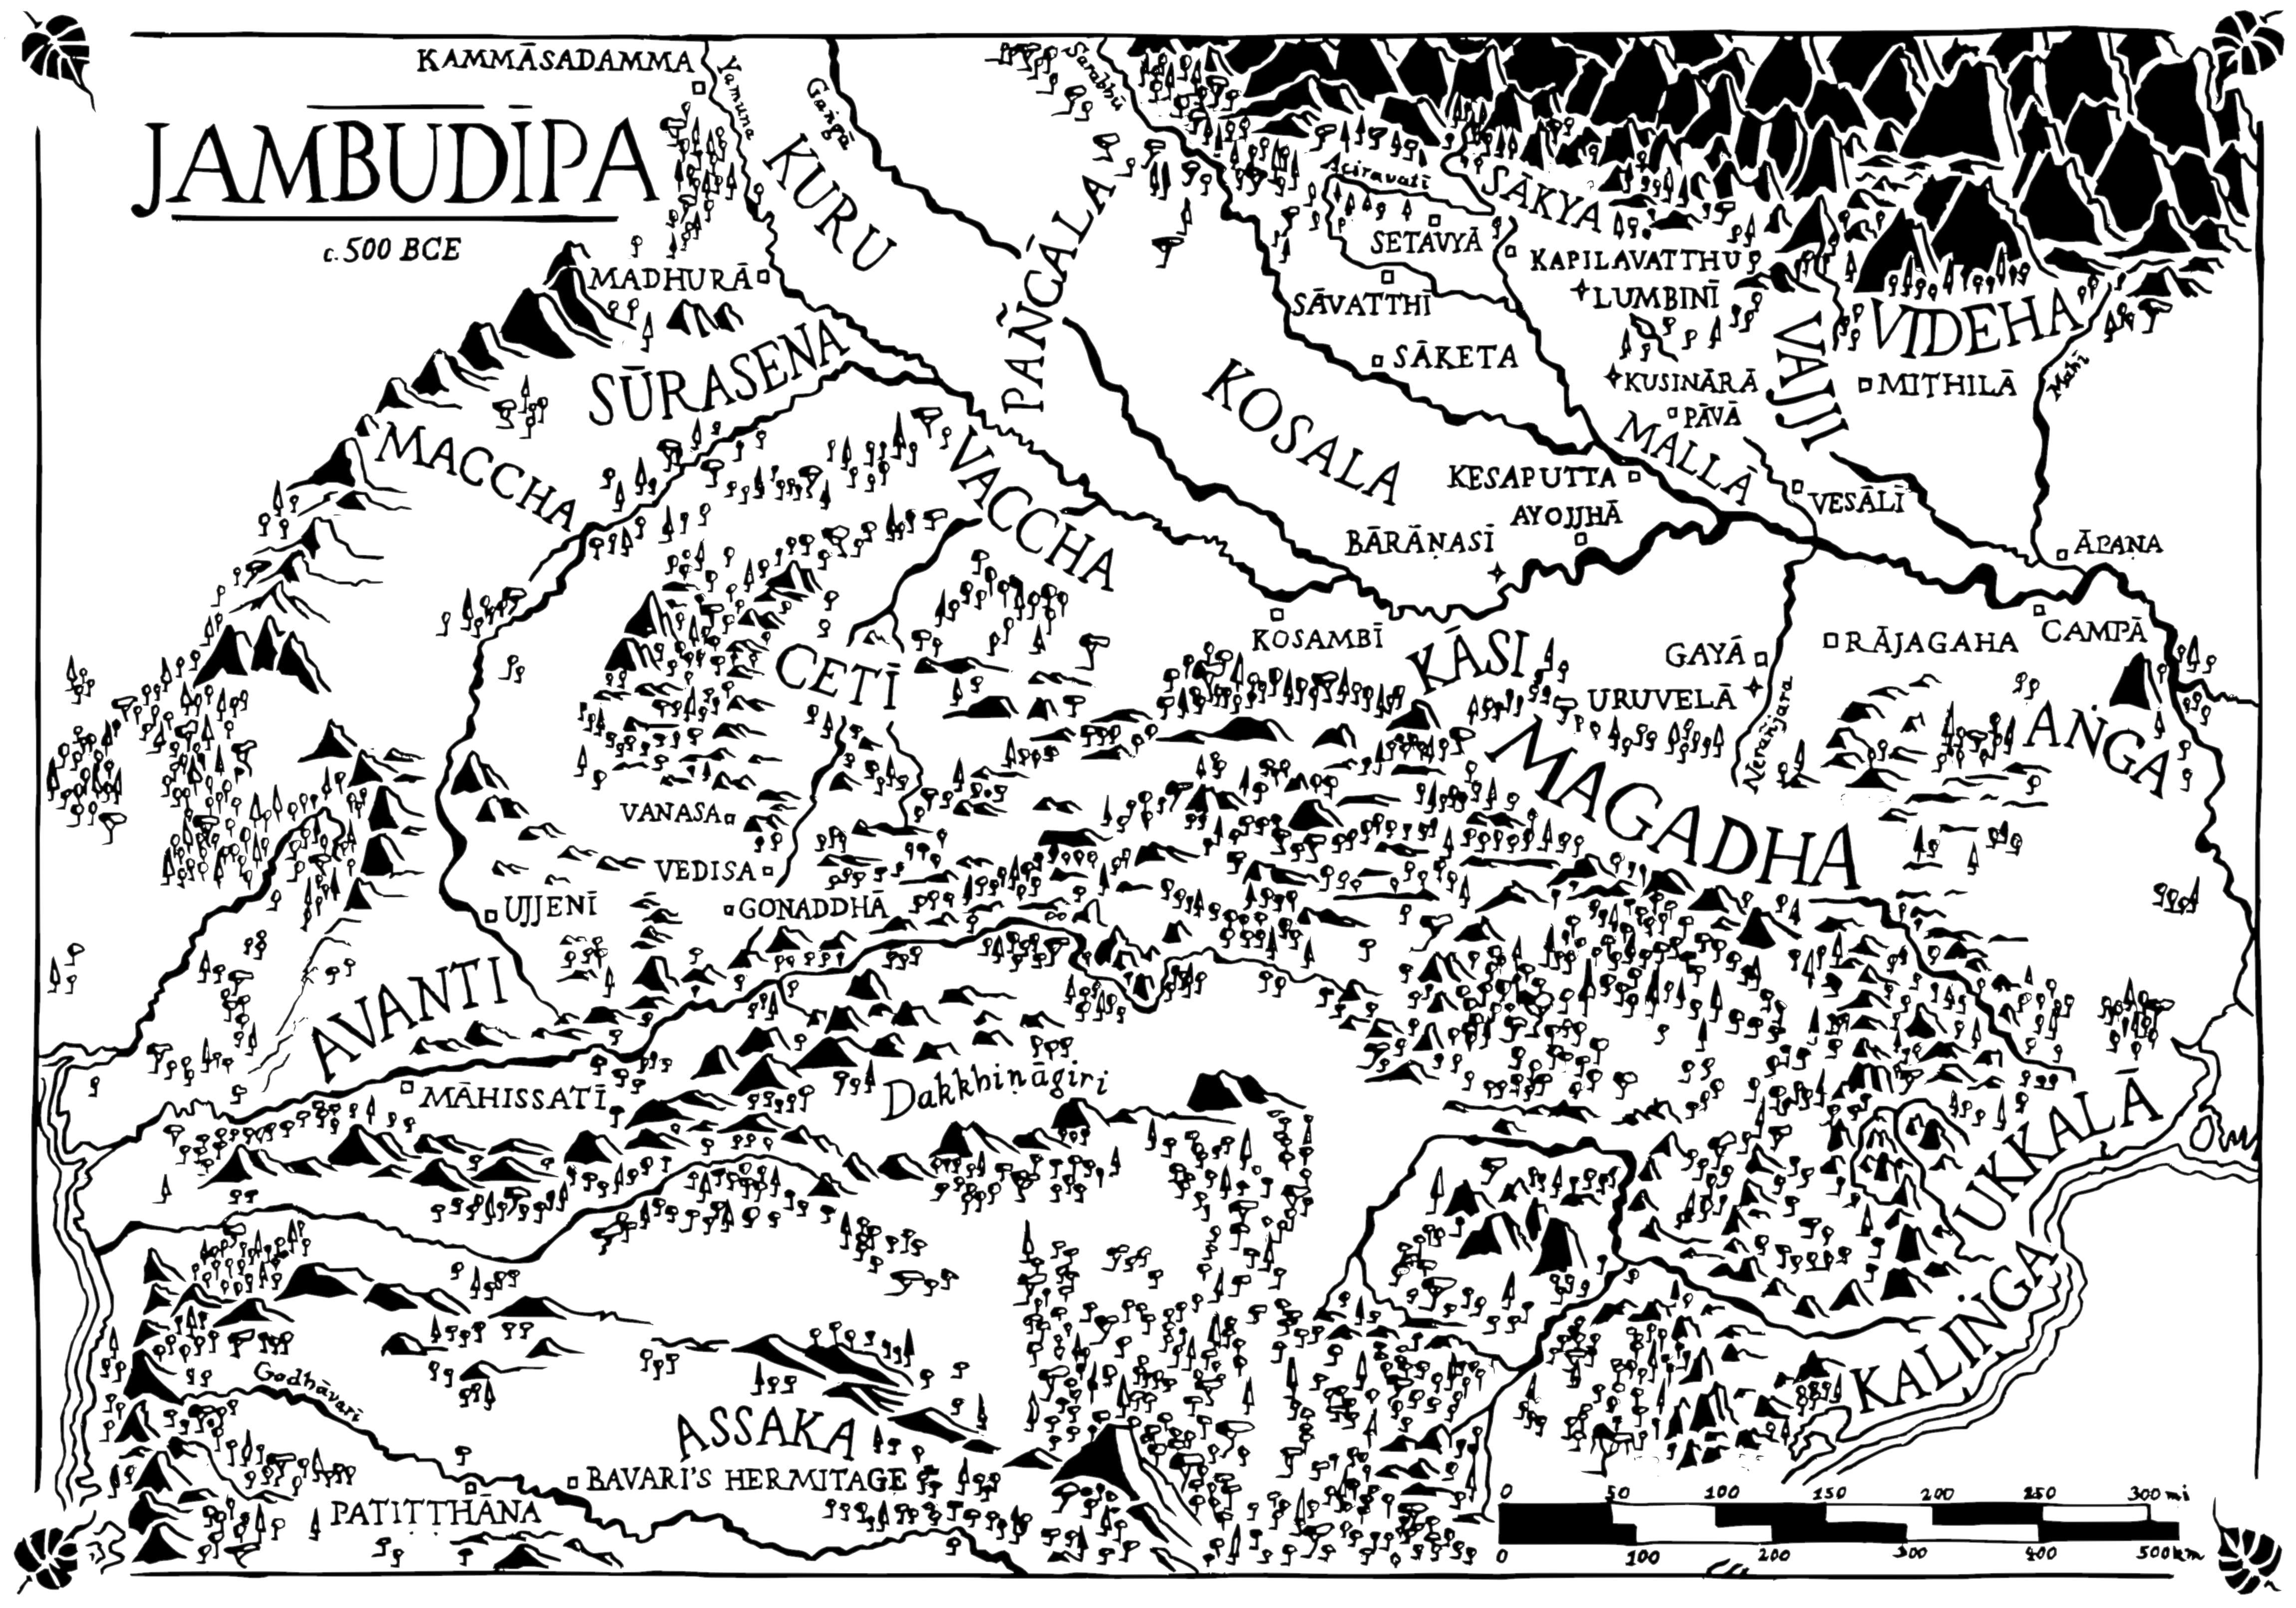 KAMMĀSADAMMA
Yamuna
Gaṅgā
Sarabhū
JAMBUDĪPA
c. 500 BCE
KURU
PAÑCĀLA
Aciravatī
SĀKYA
SETAVYĀ
KAPILAVATTHU
LUMBINĪ
MADHURĀ
SĀVATTHĪ
VIDEHA
VAJJI
SŪRASENA
SĀKETA
KUSINĀRĀ
MITHILĀ
Mahī
PĀVĀ
KOSALA
MALLĀ
MACCHA
VACCHA
KESAPUTTA
VESĀLĪ
AYOJJHĀ
BĀRĀṆASĪ
ĀPAṆA
KOSAMBĪ
KĀSI
GAYĀ
RĀJAGAHA
CAMPĀ
CETĪ
URUVELĀ
Nerañjara
AṄGA
MAGADHA
VANASA
VEDISA
UJJENĪ
GONADDHĀ
AVANTI
MĀHISSATĪ
Dakkhiṇāgiri
UKKALĀ
KALIṄGA
Godhāvarī
ASSAKA
BAVARI'S HERMITAGE
PATIṬṬHĀNA
0 50 100 150 200 250 300 mi
0 100 200 300 400 500 km